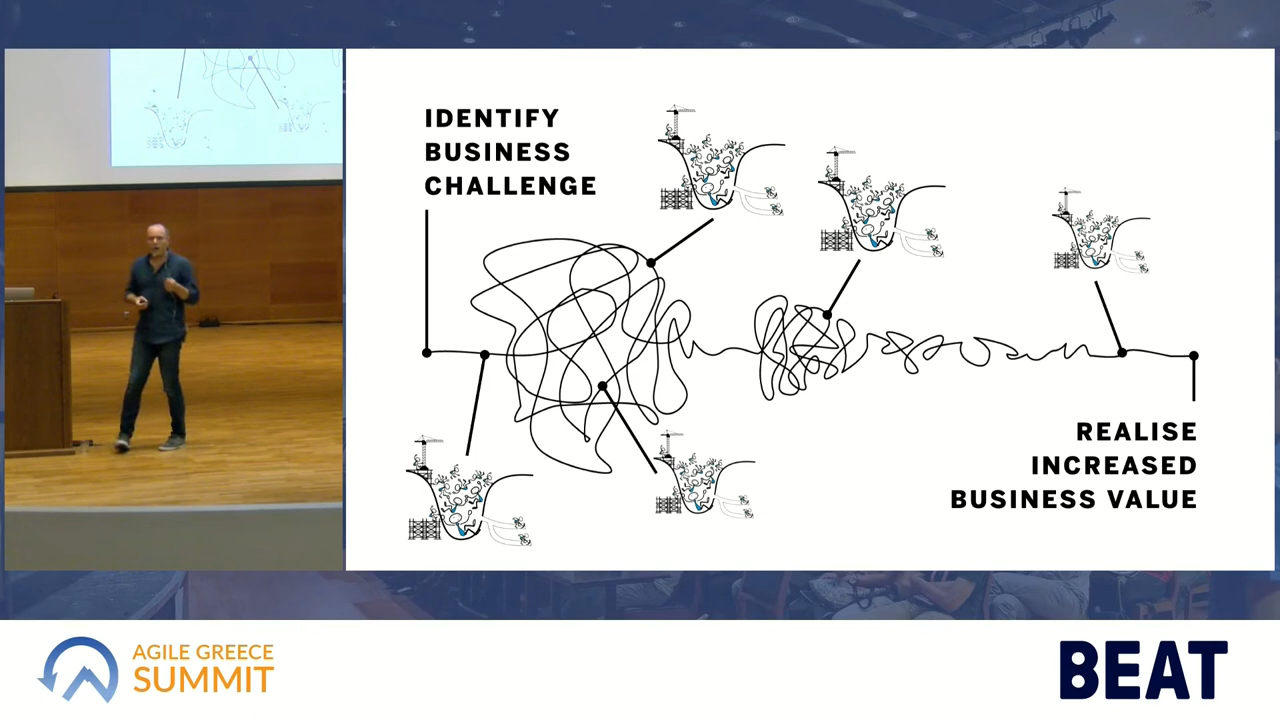 IDENTIFY
BUSINESS
CHALLENGE
REALISE
INCREASED
BUSINESS VALUE
AGILE GREECE
SUMMIT
BEAT